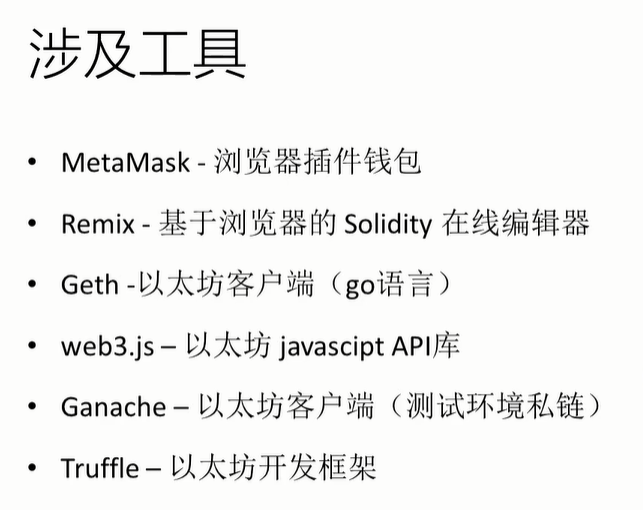 涉及工具
• MetaMask - 浏览器插件钱包
• Remix - 基于浏览器的 Solidity 在线编辑器
• Geth -以太坊客户端（go语言）
• web3.js – 以太坊 javascipt API库
• Ganache – 以太坊客户端（测试环境私链）
• Truffle – 以太坊开发框架